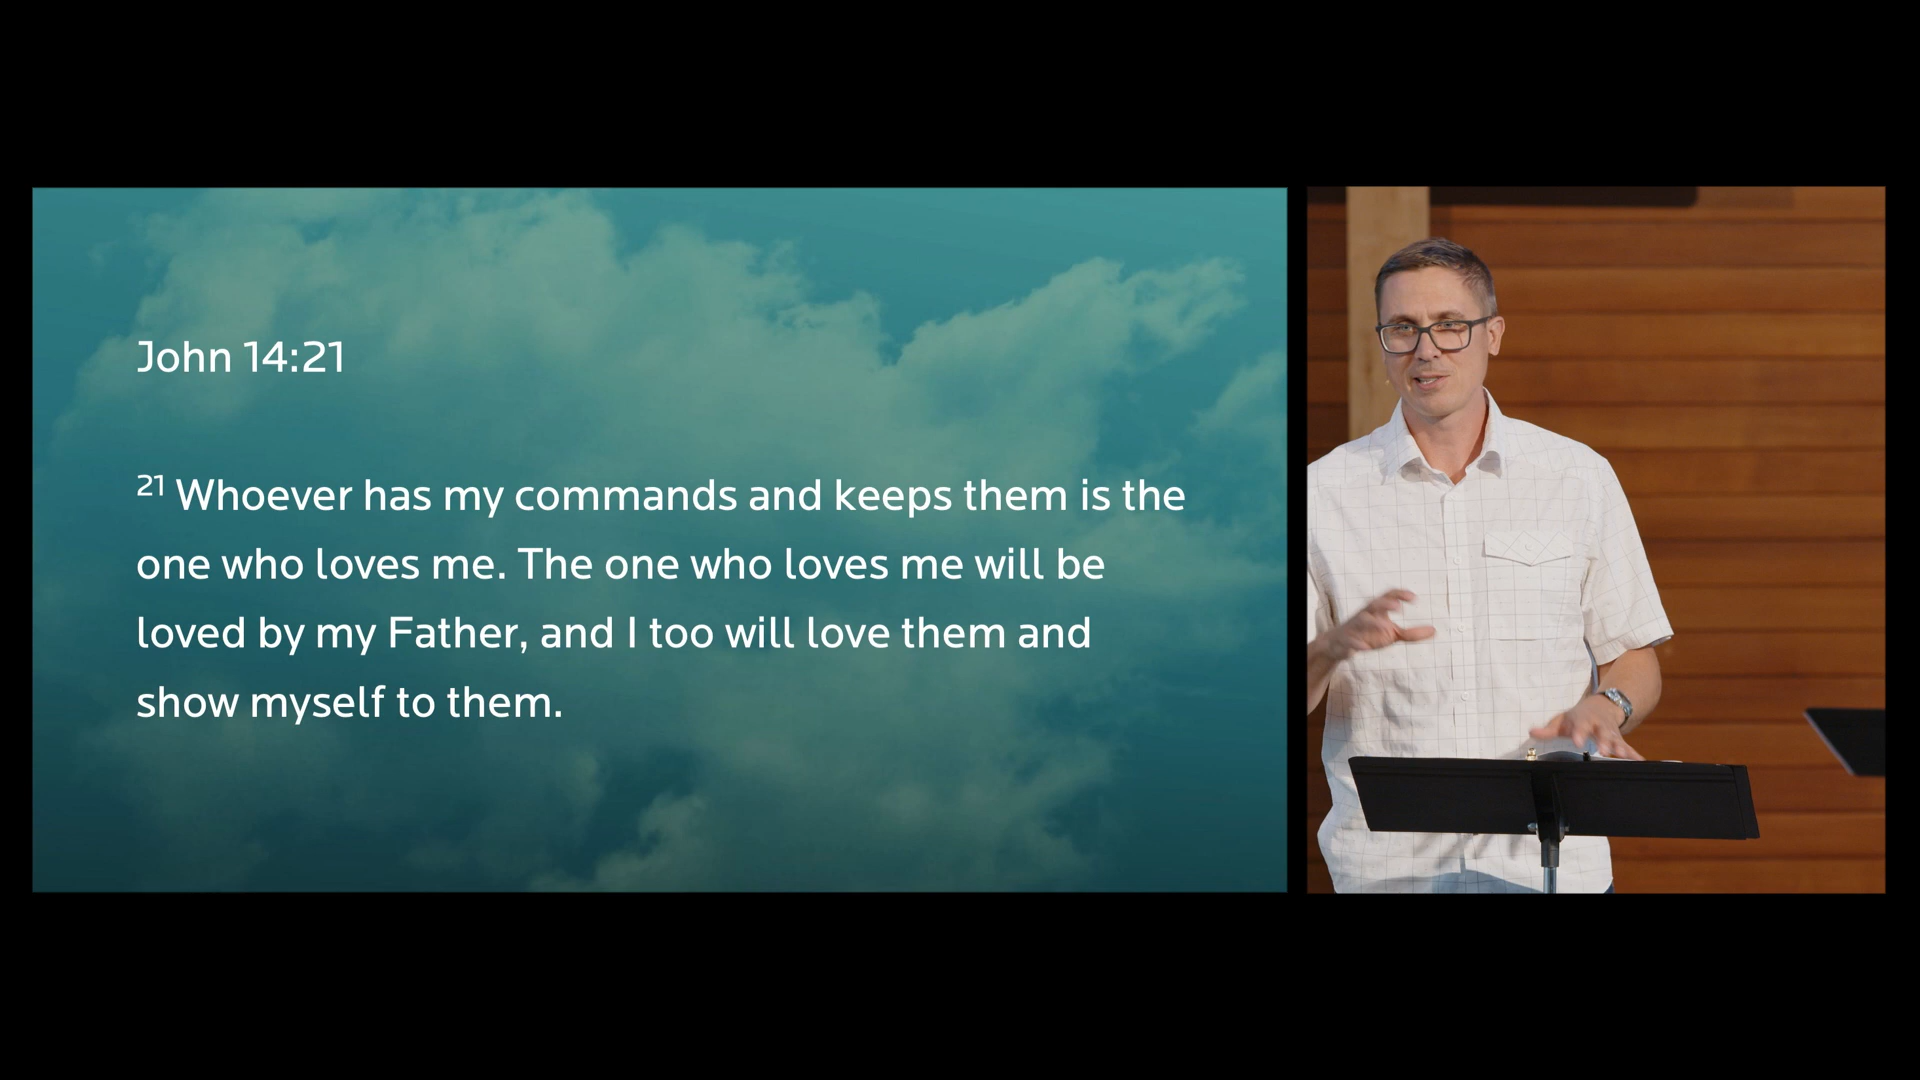 John 14:21
21 Whoever has my commands and keeps them is the
one who loves me. The one who loves me will be
loved by my Father, and I too will love them and
show myself to them.